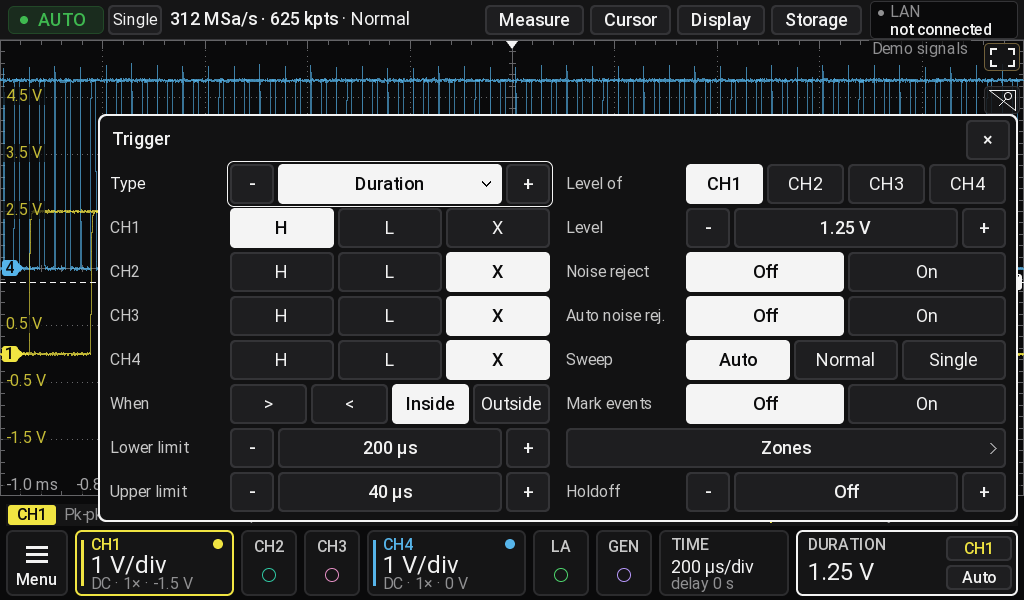 AUTO Single 312 MSa/s · 625 kpts · Normal Measure Cursor Display Storage LAN
not connected
Demo signals
4.5 V
Trigger ×
3.5 V
Type - Duration + Level of CH1 CH2 CH3 CH4
2.5 V
CH1 H L X Level - 1.25 V +
CH2 H L X Noise reject Off On
4
CH3 H L X Auto noise rej. Off On
0.5 V
CH4 H L X Sweep Auto Normal Single
1
-0.5 V
When > < Inside Outside Mark events Off On
-1.5 V
Lower limit - 200 µs + Zones
-1.0 ms
Upper limit - 40 µs + Holdoff - Off +
CH1
Menu
CH1
1 V/div
DC · 1× · -1.5 V
CH2
CH3
CH4
1 V/div
DC · 1× · 0 V
LA
GEN
TIME
200 µs/div
delay 0 s
DURATION CH1
1.25 V Auto